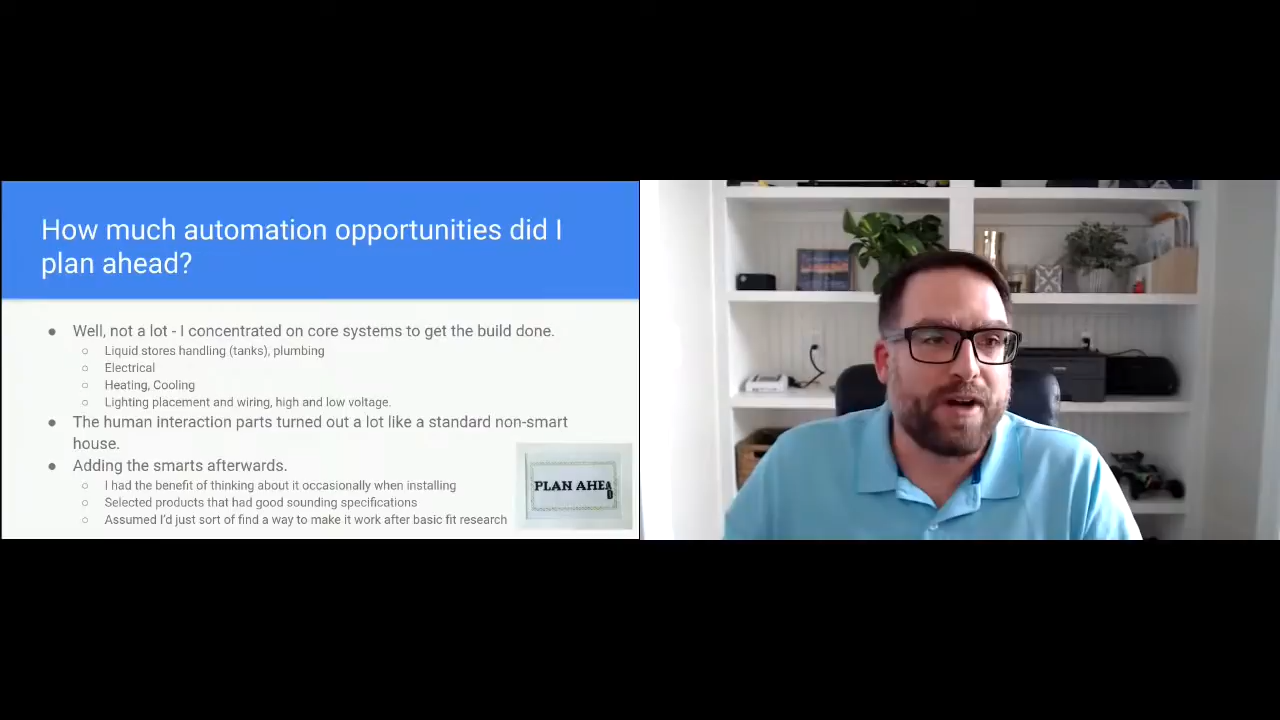 How much automation opportunities did I
plan ahead?
● Well, not a lot - I concentrated on core systems to get the build done.
○ Liquid stores handling (tanks), plumbing
○ Electrical
○ Heating, Cooling
○ Lighting placement and wiring, high and low voltage.
● The human interaction parts turned out a lot like a standard non-smart
house.
● Adding the smarts afterwards.
○ I had the benefit of thinking about it occasionally when installing
○ Selected products that had good sounding specifications
○ Assumed I'd just sort of find a way to make it work after basic fit research
PLAN AHEAD